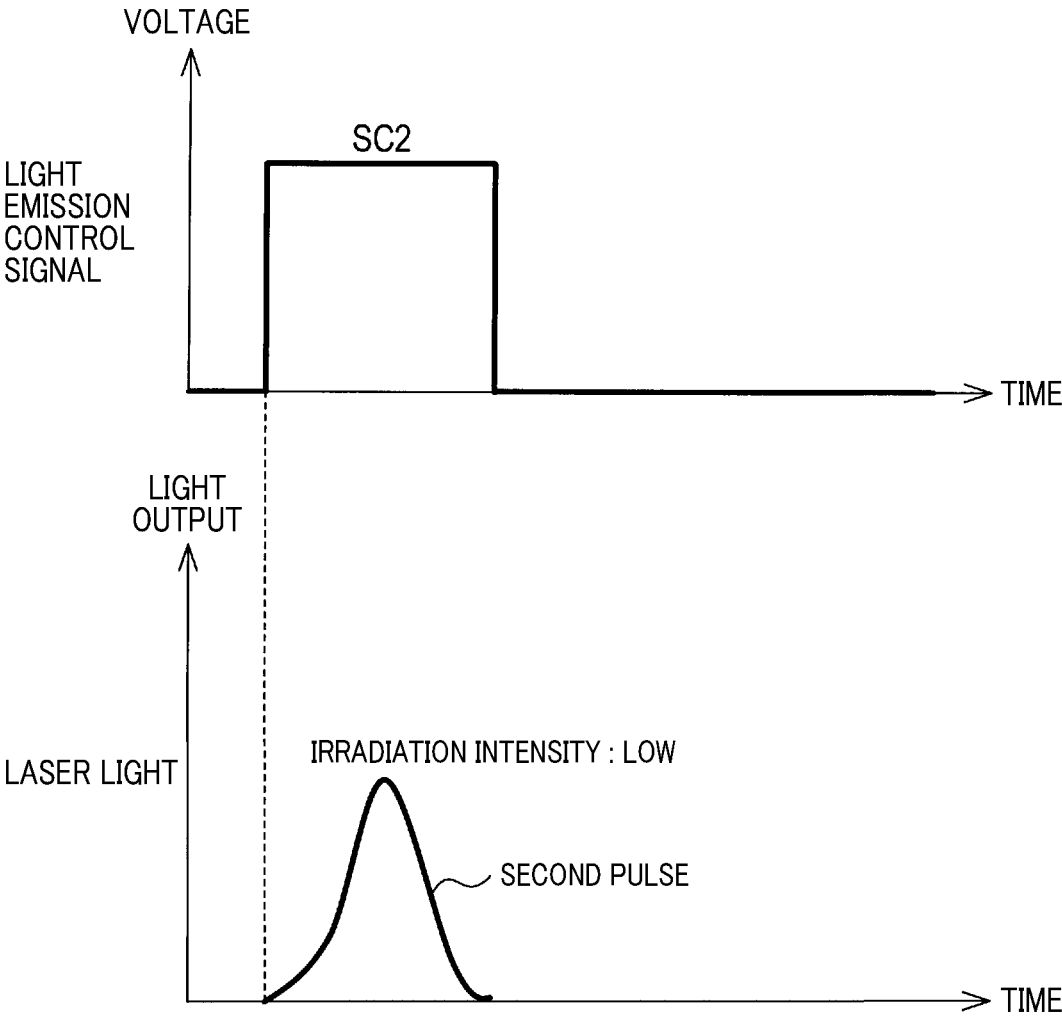 VOLTAGE
SC2
LIGHT
EMISSION
CONTROL
SIGNAL
TIME
LIGHT
OUTPUT
IRRADIATION INTENSITY : LOW
LASER LIGHT
SECOND PULSE
TIME